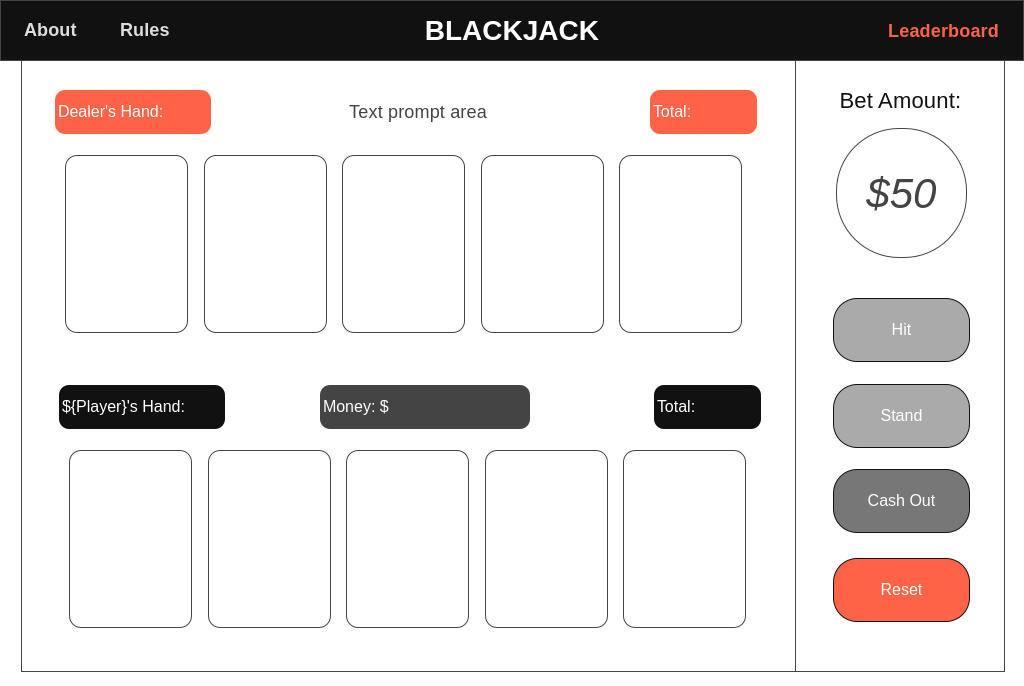 About
Rules
BLACKJACK
Leaderboard
Dealer's Hand:
Text prompt area
Total:
Bet Amount:
$50
Hit
Stand
${Player}'s Hand:
Money: $
Total:
Cash Out
Reset